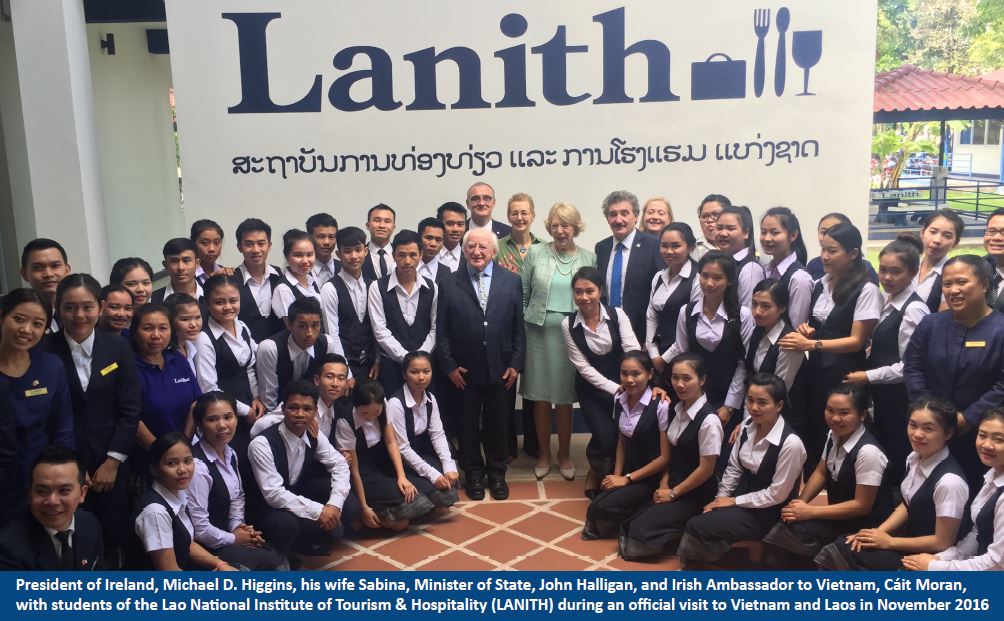 Lanith
ສະຖາບັນການທ່ອງທ່ຽວ ແລະ ການໂຮງແຮມ ແຫ່ງຊາດ
Lanith
Lanith
President of Ireland, Michael D. Higgins, his wife Sabina, Minister of State, John Halligan, and Irish Ambassador to Vietnam, Cáit Moran,
with students of the Lao National Institute of Tourism & Hospitality (LANITH) during an official visit to Vietnam and Laos in November 2016